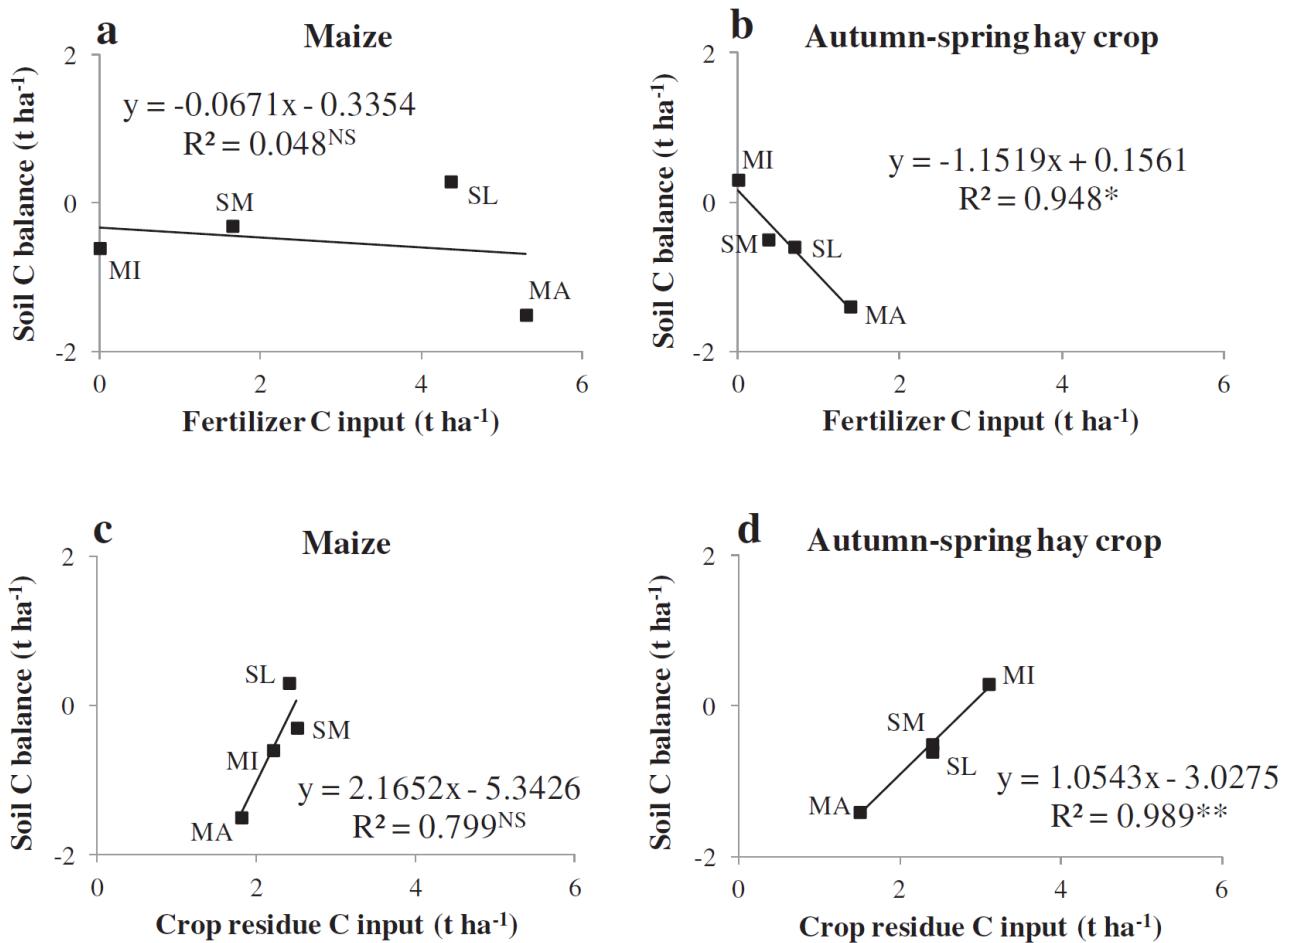 a
Maize
2
0
-2
Soil C balance (t ha⁻¹)
y = -0.0671x - 0.3354
R² = 0.048ᴺˢ
SL
SM
MI
MA
0 2 4 6
Fertilizer C input (t ha⁻¹)
b
Autumn-spring hay crop
2
0
-2
Soil C balance (t ha⁻¹)
MI
y = -1.1519x + 0.1561
R² = 0.948*
SM
SL
MA
0 2 4 6
Fertilizer C input (t ha⁻¹)
c
Maize
2
0
-2
Soil C balance (t ha⁻¹)
SL
SM
MI
y = 2.1652x - 5.3426
R² = 0.799ᴺˢ
MA
0 2 4 6
Crop residue C input (t ha⁻¹)
d
Autumn-spring hay crop
2
0
-2
Soil C balance (t ha⁻¹)
MI
SM
SL
y = 1.0543x - 3.0275
R² = 0.989**
MA
0 2 4 6
Crop residue C input (t ha⁻¹)